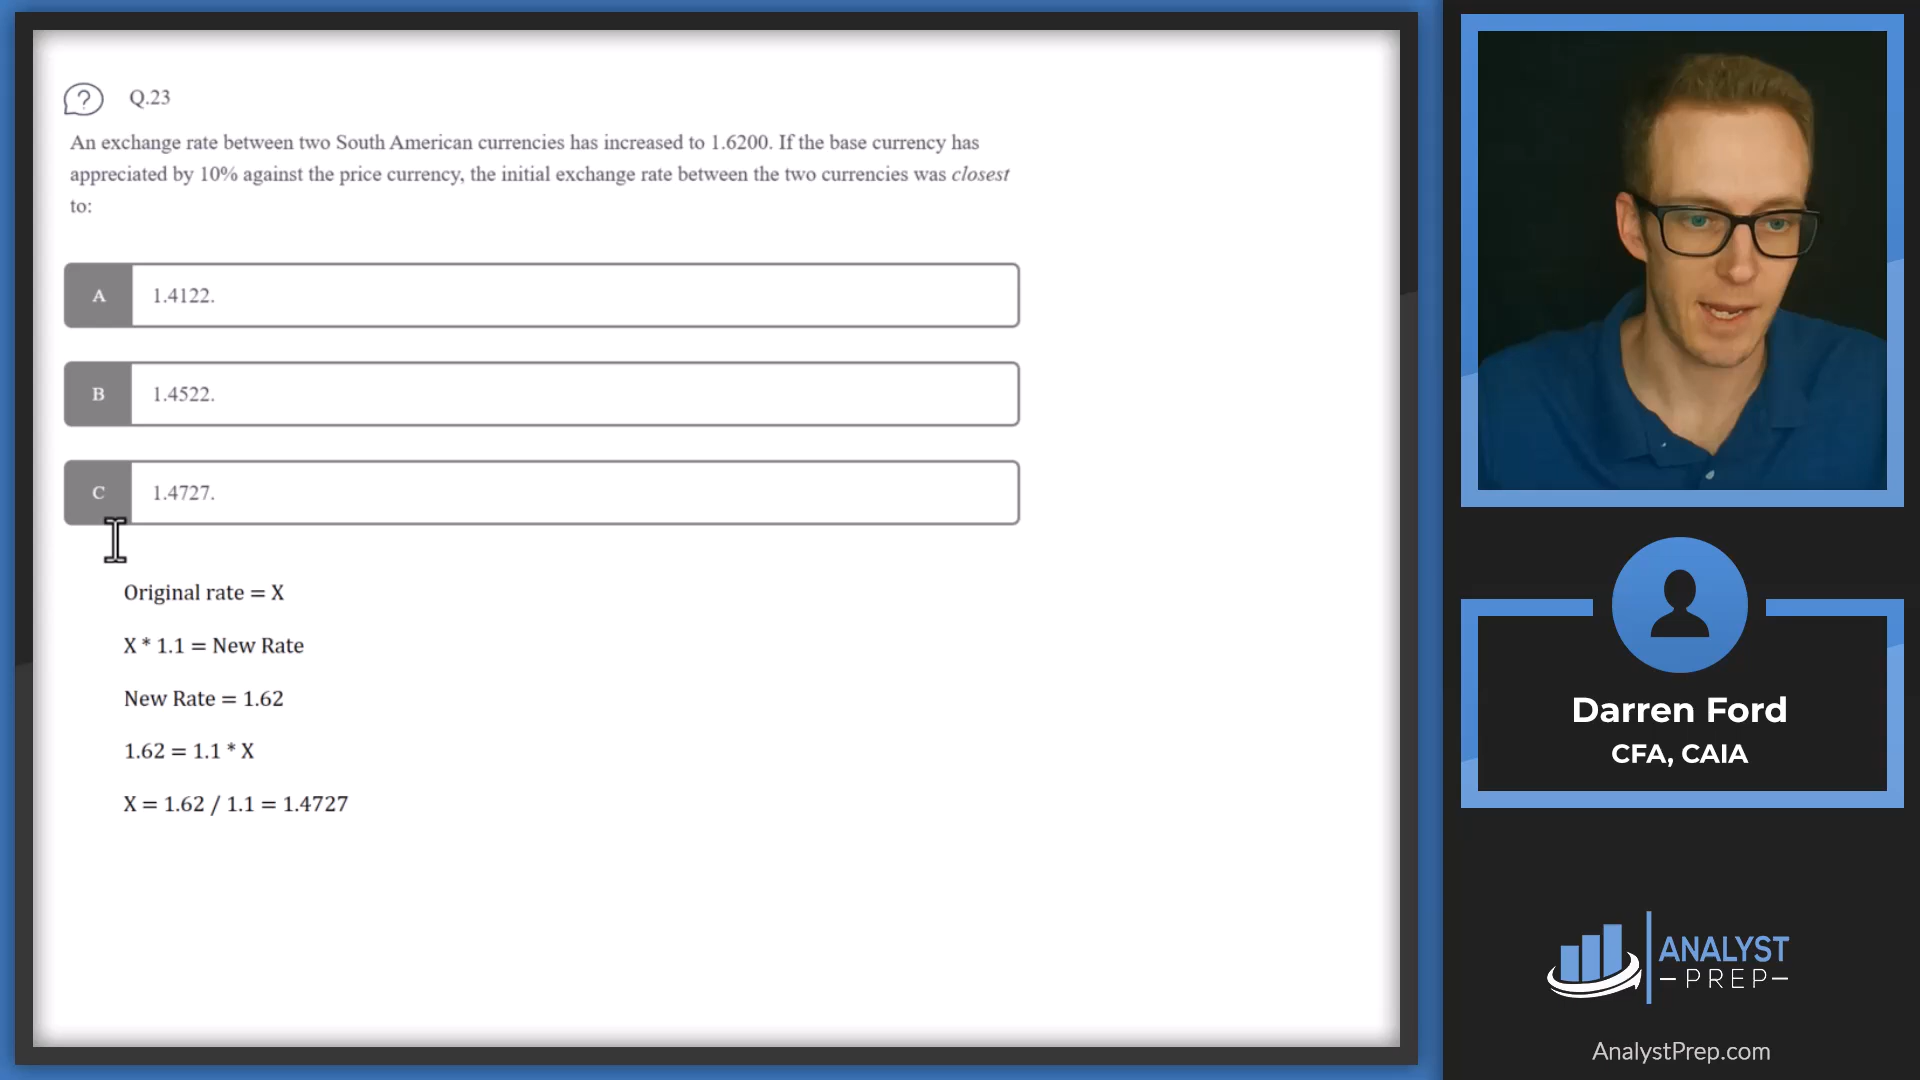 ?
Q.23
An exchange rate between two South American currencies has increased to 1.6200. If the base currency has
appreciated by 10% against the price currency, the initial exchange rate between the two currencies was closest
to:
A
1.4122.
B
1.4522.
C
1.4727.
Original rate = X
X * 1.1 = New Rate
New Rate = 1.62
1.62 = 1.1 * X
X = 1.62 / 1.1 = 1.4727
Darren Ford
CFA, CAIA
ANALYST
PREP
AnalystPrep.com